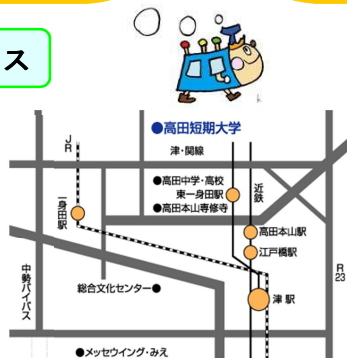 ス
●高田短期大学
JR
津・関線
●高田中学・高校
東一身田駅
●高田本山専修寺
近鉄
一身田駅
高田本山駅
江戸橋駅
中勢バイパス
総合文化センター●
津駅
R
23
●メッセウイング・みえ